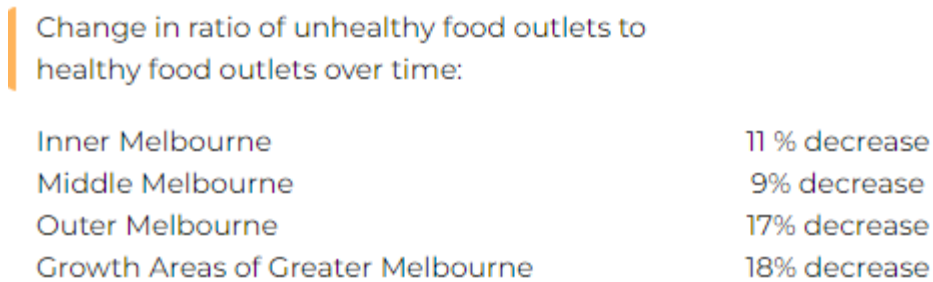 Change in ratio of unhealthy food outlets to
healthy food outlets over time:
Inner Melbourne 11 % decrease
Middle Melbourne 9% decrease
Outer Melbourne 17% decrease
Growth Areas of Greater Melbourne 18% decrease